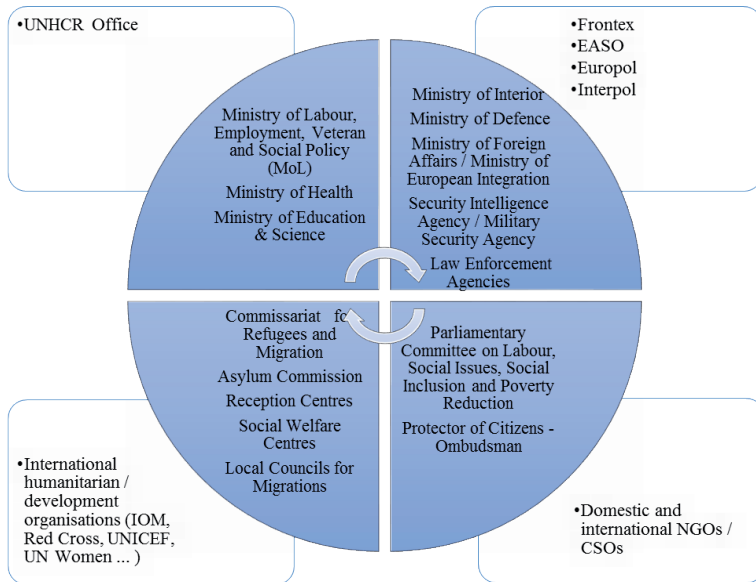 •UNHCR Office
•Frontex
•EASO
•Europol
•Interpol
Ministry of Labour,
Employment, Veteran
and Social Policy
(MoL)
Ministry of Health
Ministry of Education
& Science
Ministry of Interior
Ministry of Defence
Ministry of Foreign
Affairs / Ministry of
European Integration
Security Intelligence
Agency / Military
Security Agency
Law Enforcement
Agencies
Commissariat fo
Refugees and
Migration
Asylum Commission
Reception Centres
Social Welfare
Centres
Local Councils for
Migrations
Parliamentary
Committee on Labour,
Social Issues, Social
Inclusion and Poverty
Reduction
Protector of Citizens -
Ombudsman
•International
humanitarian /
development
organisations (IOM,
Red Cross, UNICEF,
UN Women ... )
•Domestic and
international NGOs /
CSOs